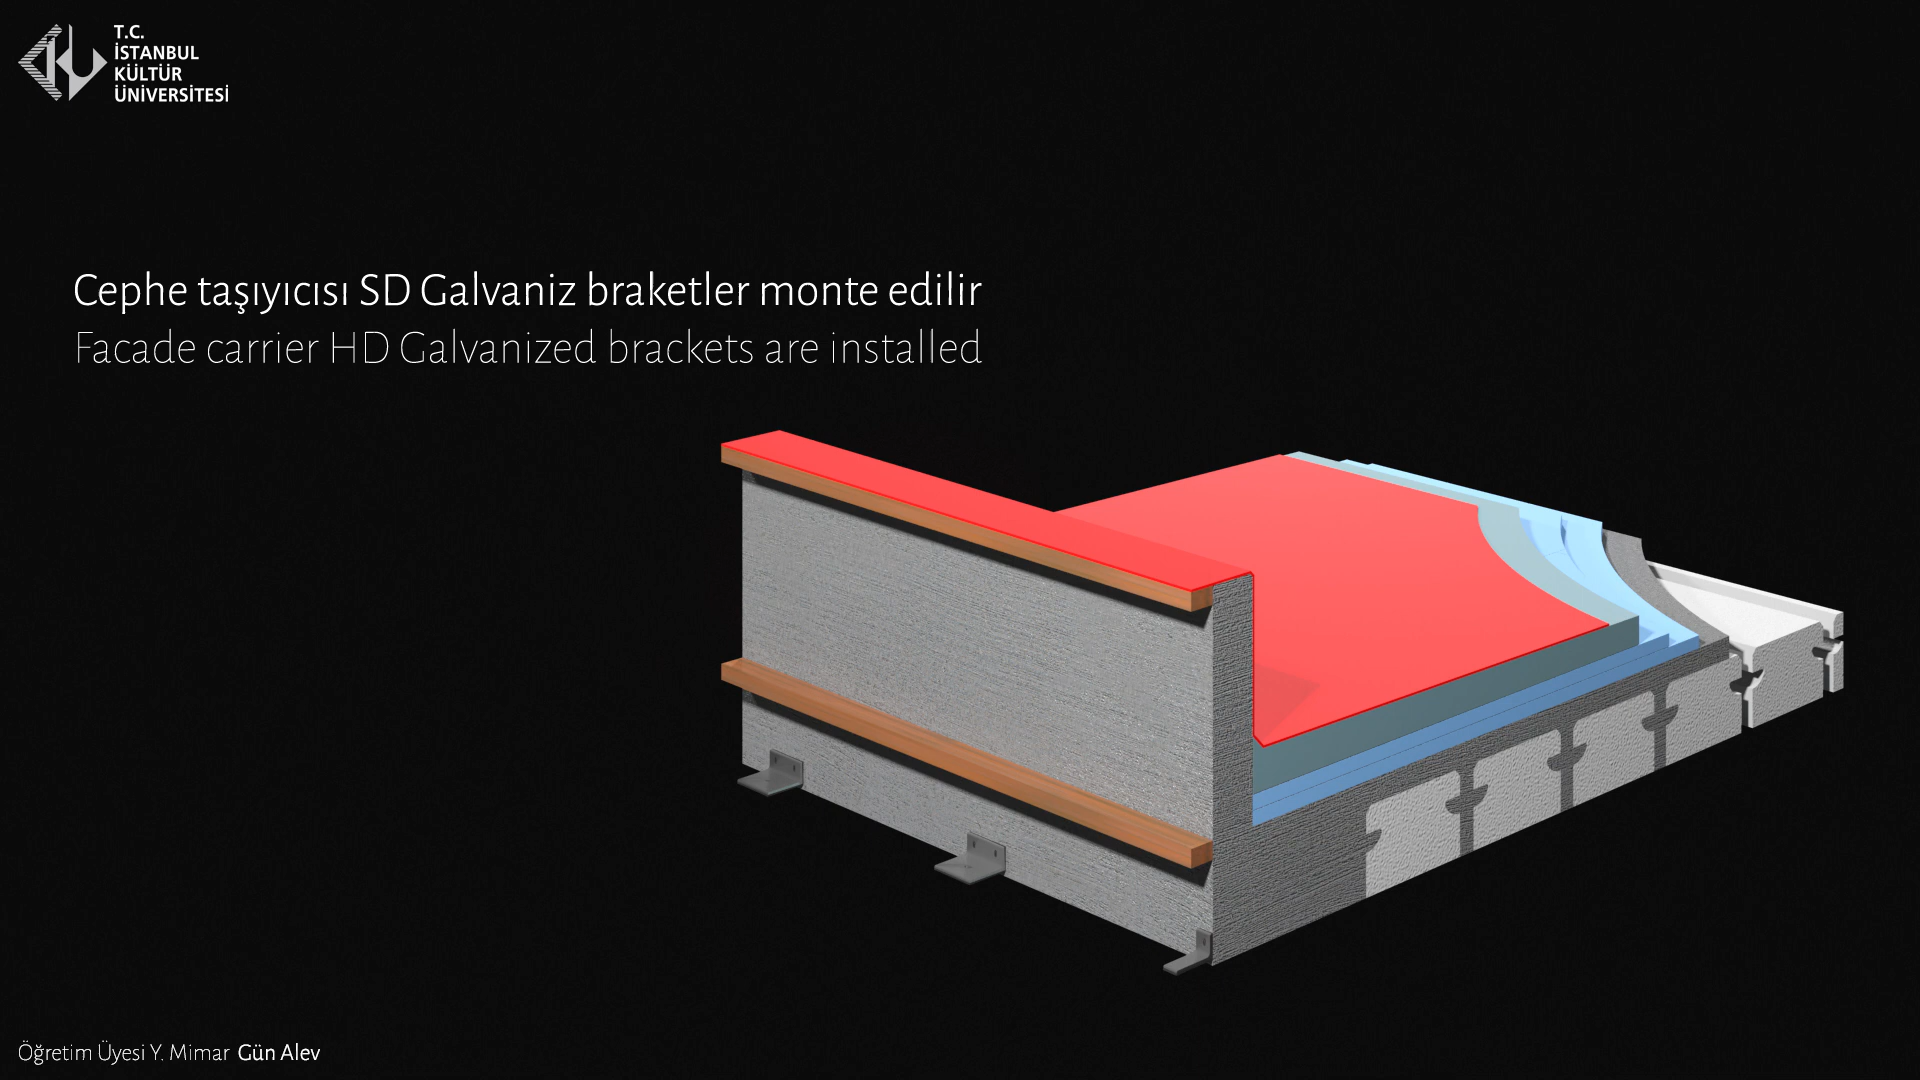 T.C.
İSTANBUL
KÜLTÜR
ÜNİVERSİTESİ
Cephe taşıyıcısı SD Galvaniz braketler monte edilir
Facade carrier HD Galvanized brackets are installed
Öğretim Üyesi Y. Mimar Gün Alev